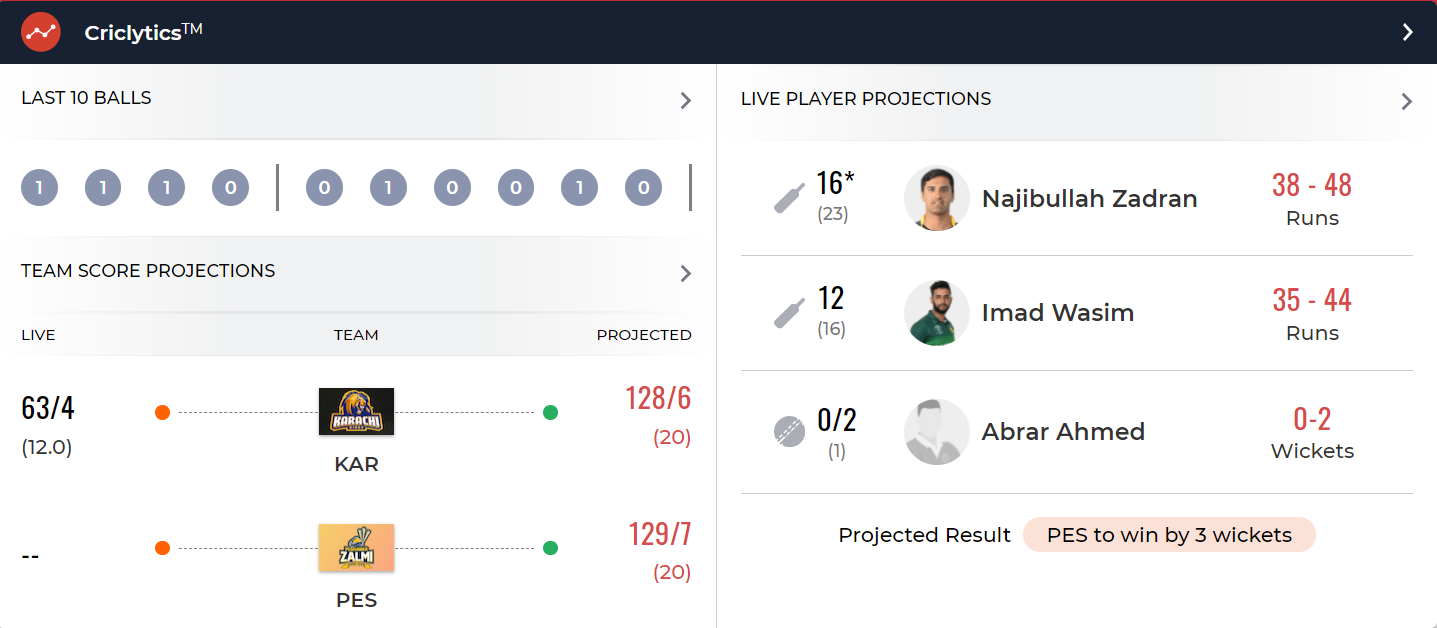 Criclytics™
LAST 10 BALLS
1 1 1 0 0 1 0 0 1 0
TEAM SCORE PROJECTIONS
LIVE TEAM PROJECTED
63/4
(12.0)
KARACHI
KAR
128/6
(20)
--
ZALMI
PES
129/7
(20)
LIVE PLAYER PROJECTIONS
16*
(23)
Najibullah Zadran
38 - 48
Runs
12
(16)
Imad Wasim
35 - 44
Runs
0/2
(1)
Abrar Ahmed
0-2
Wickets
Projected Result PES to win by 3 wickets